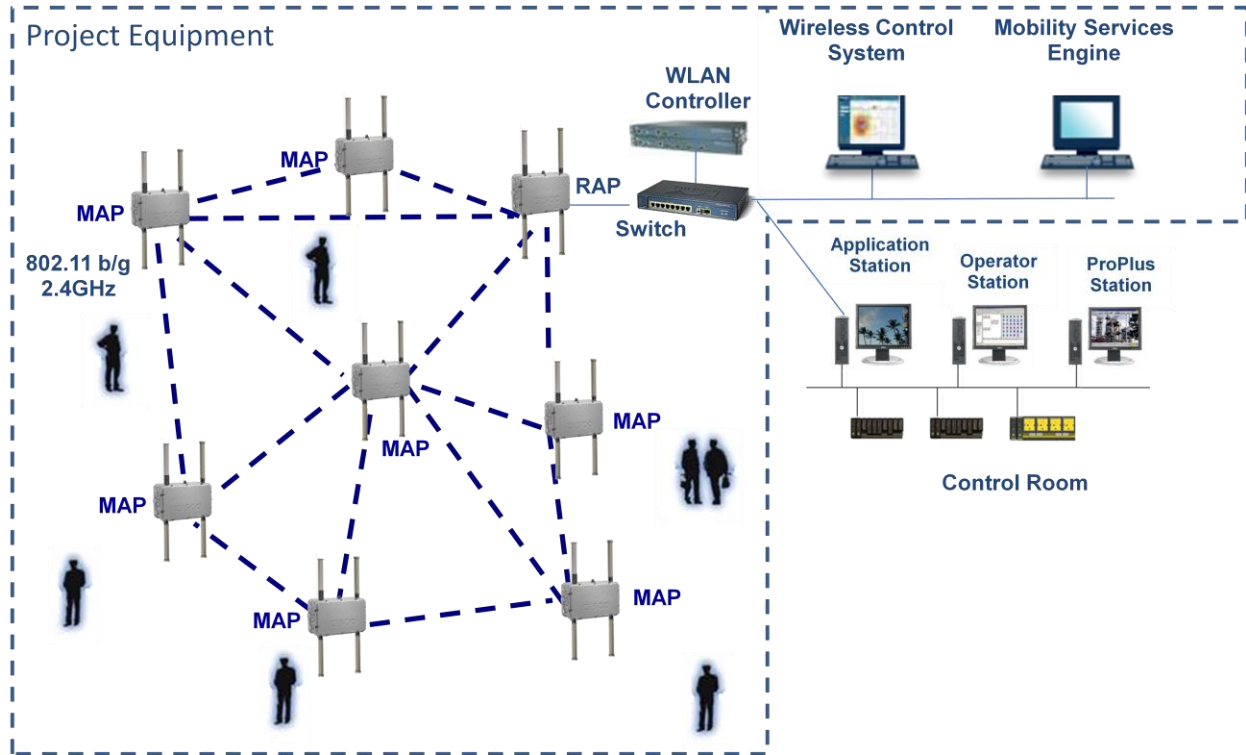 Project Equipment
Wireless Control
System
Mobility Services
Engine
WLAN
Controller
MAP
RAP
MAP
Switch
802.11 b/g
2.4GHz
Application
Station
Operator
Station
ProPlus
Station
MAP
MAP
MAP
Control Room
MAP
MAP